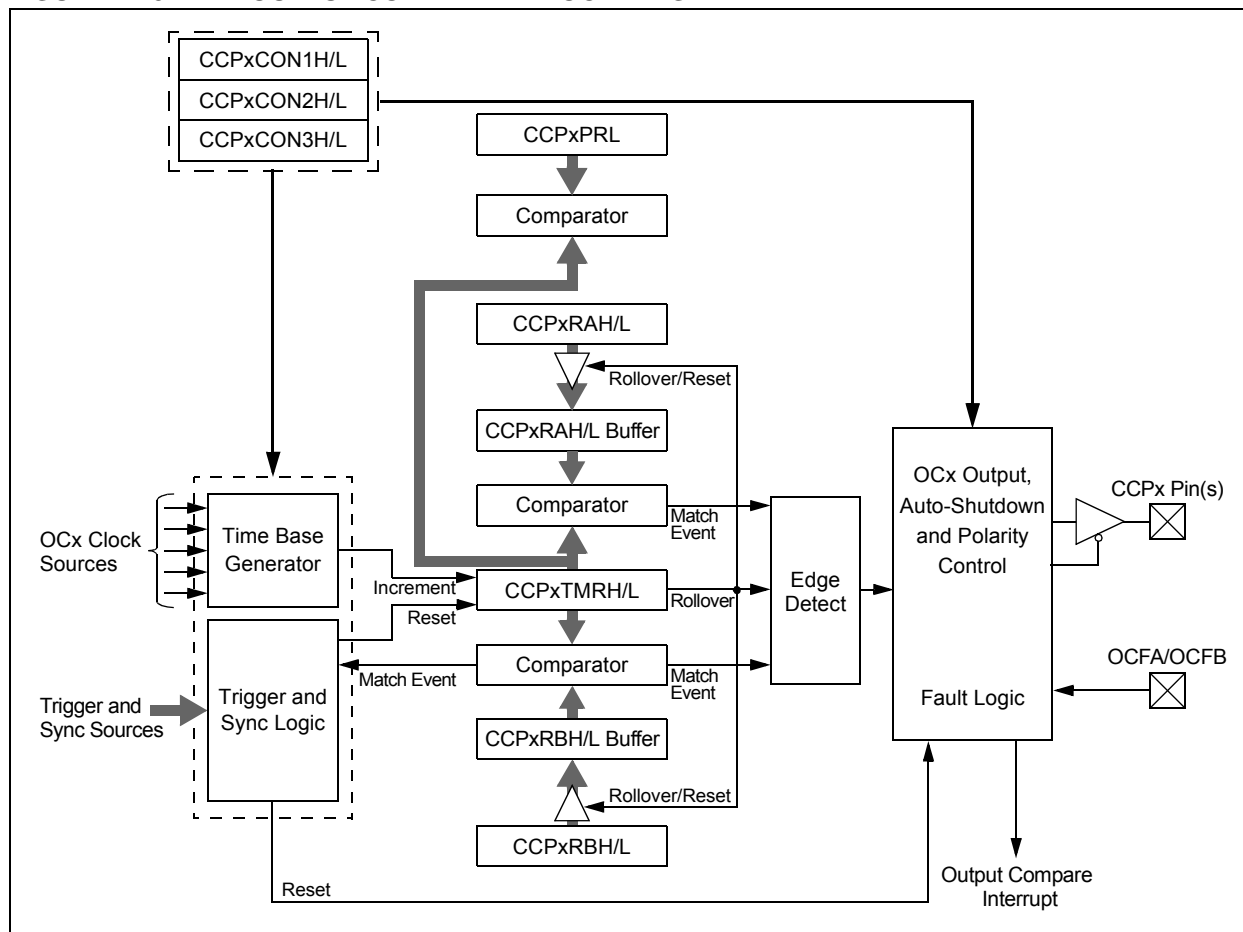 CCPxCON1H/L
CCPxCON2H/L
CCPxCON3H/L
CCPxPRL
Comparator
CCPxRAH/L
Rollover/Reset
CCPxRAH/L Buffer
Comparator
Match
Event
OCx Clock
Sources
Time Base
Generator
Increment
Reset
CCPxTMRH/L
Rollover
Edge
Detect
OCx Output,
Auto-Shutdown
and Polarity
Control
Fault Logic
CCPx Pin(s)
OCFA/OCFB
Trigger and
Sync Sources
Trigger and
Sync Logic
Match Event
Comparator
Match
Event
CCPxRBH/L Buffer
Rollover/Reset
CCPxRBH/L
Reset
Output Compare
Interrupt